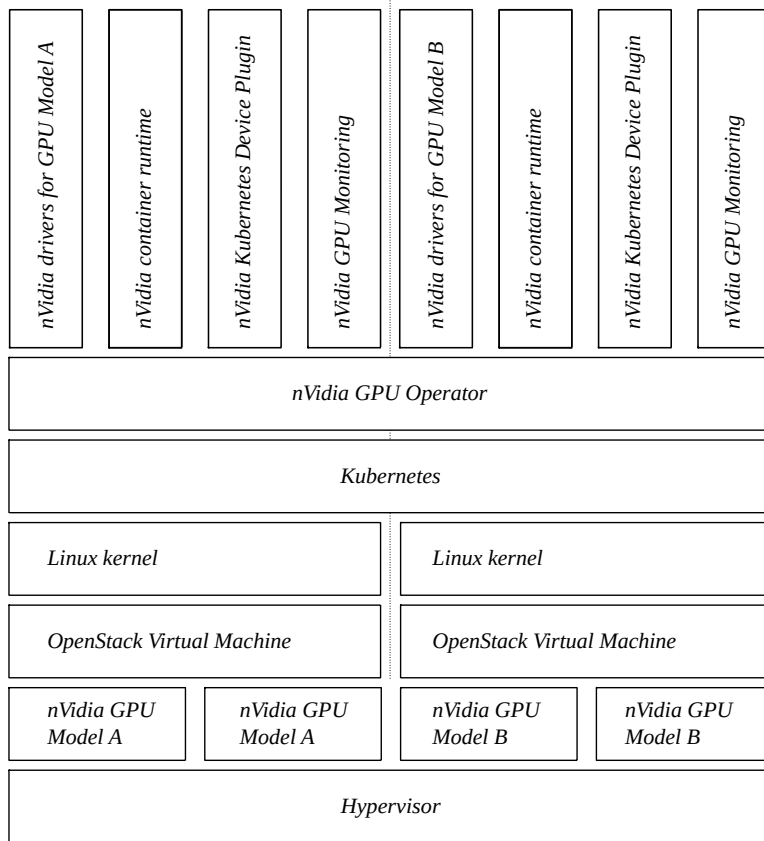 nVidia drivers for GPU Model A
nVidia container runtime
nVidia Kubernetes Device Plugin
nVidia GPU Monitoring
nVidia drivers for GPU Model B
nVidia container runtime
nVidia Kubernetes Device Plugin
nVidia GPU Monitoring
nVidia GPU Operator
Kubernetes
Linux kernel
Linux kernel
OpenStack Virtual Machine
OpenStack Virtual Machine
nVidia GPU
Model A
nVidia GPU
Model A
nVidia GPU
Model B
nVidia GPU
Model B
Hypervisor